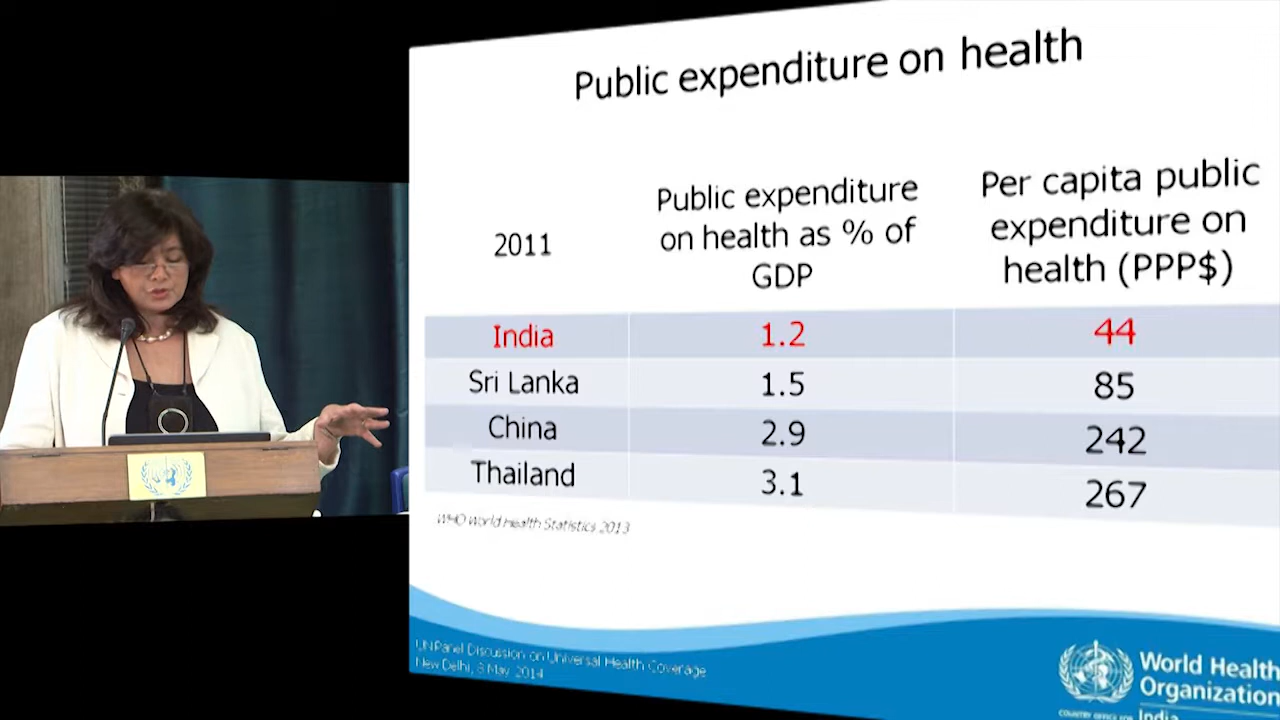 Public expenditure on health
2011
Public expenditure
on health as % of
GDP
Per capita public
expenditure on
health (PPP$)
India 1.2 44
Sri Lanka 1.5 85
China 2.9 242
Thailand 3.1 267
WHO World Health Statistics 2013
UN Panel Discussion on Universal Health Coverage
New Delhi, 8 May, 2014
World Health
Organization
COUNTRY OFFICE FOR
India